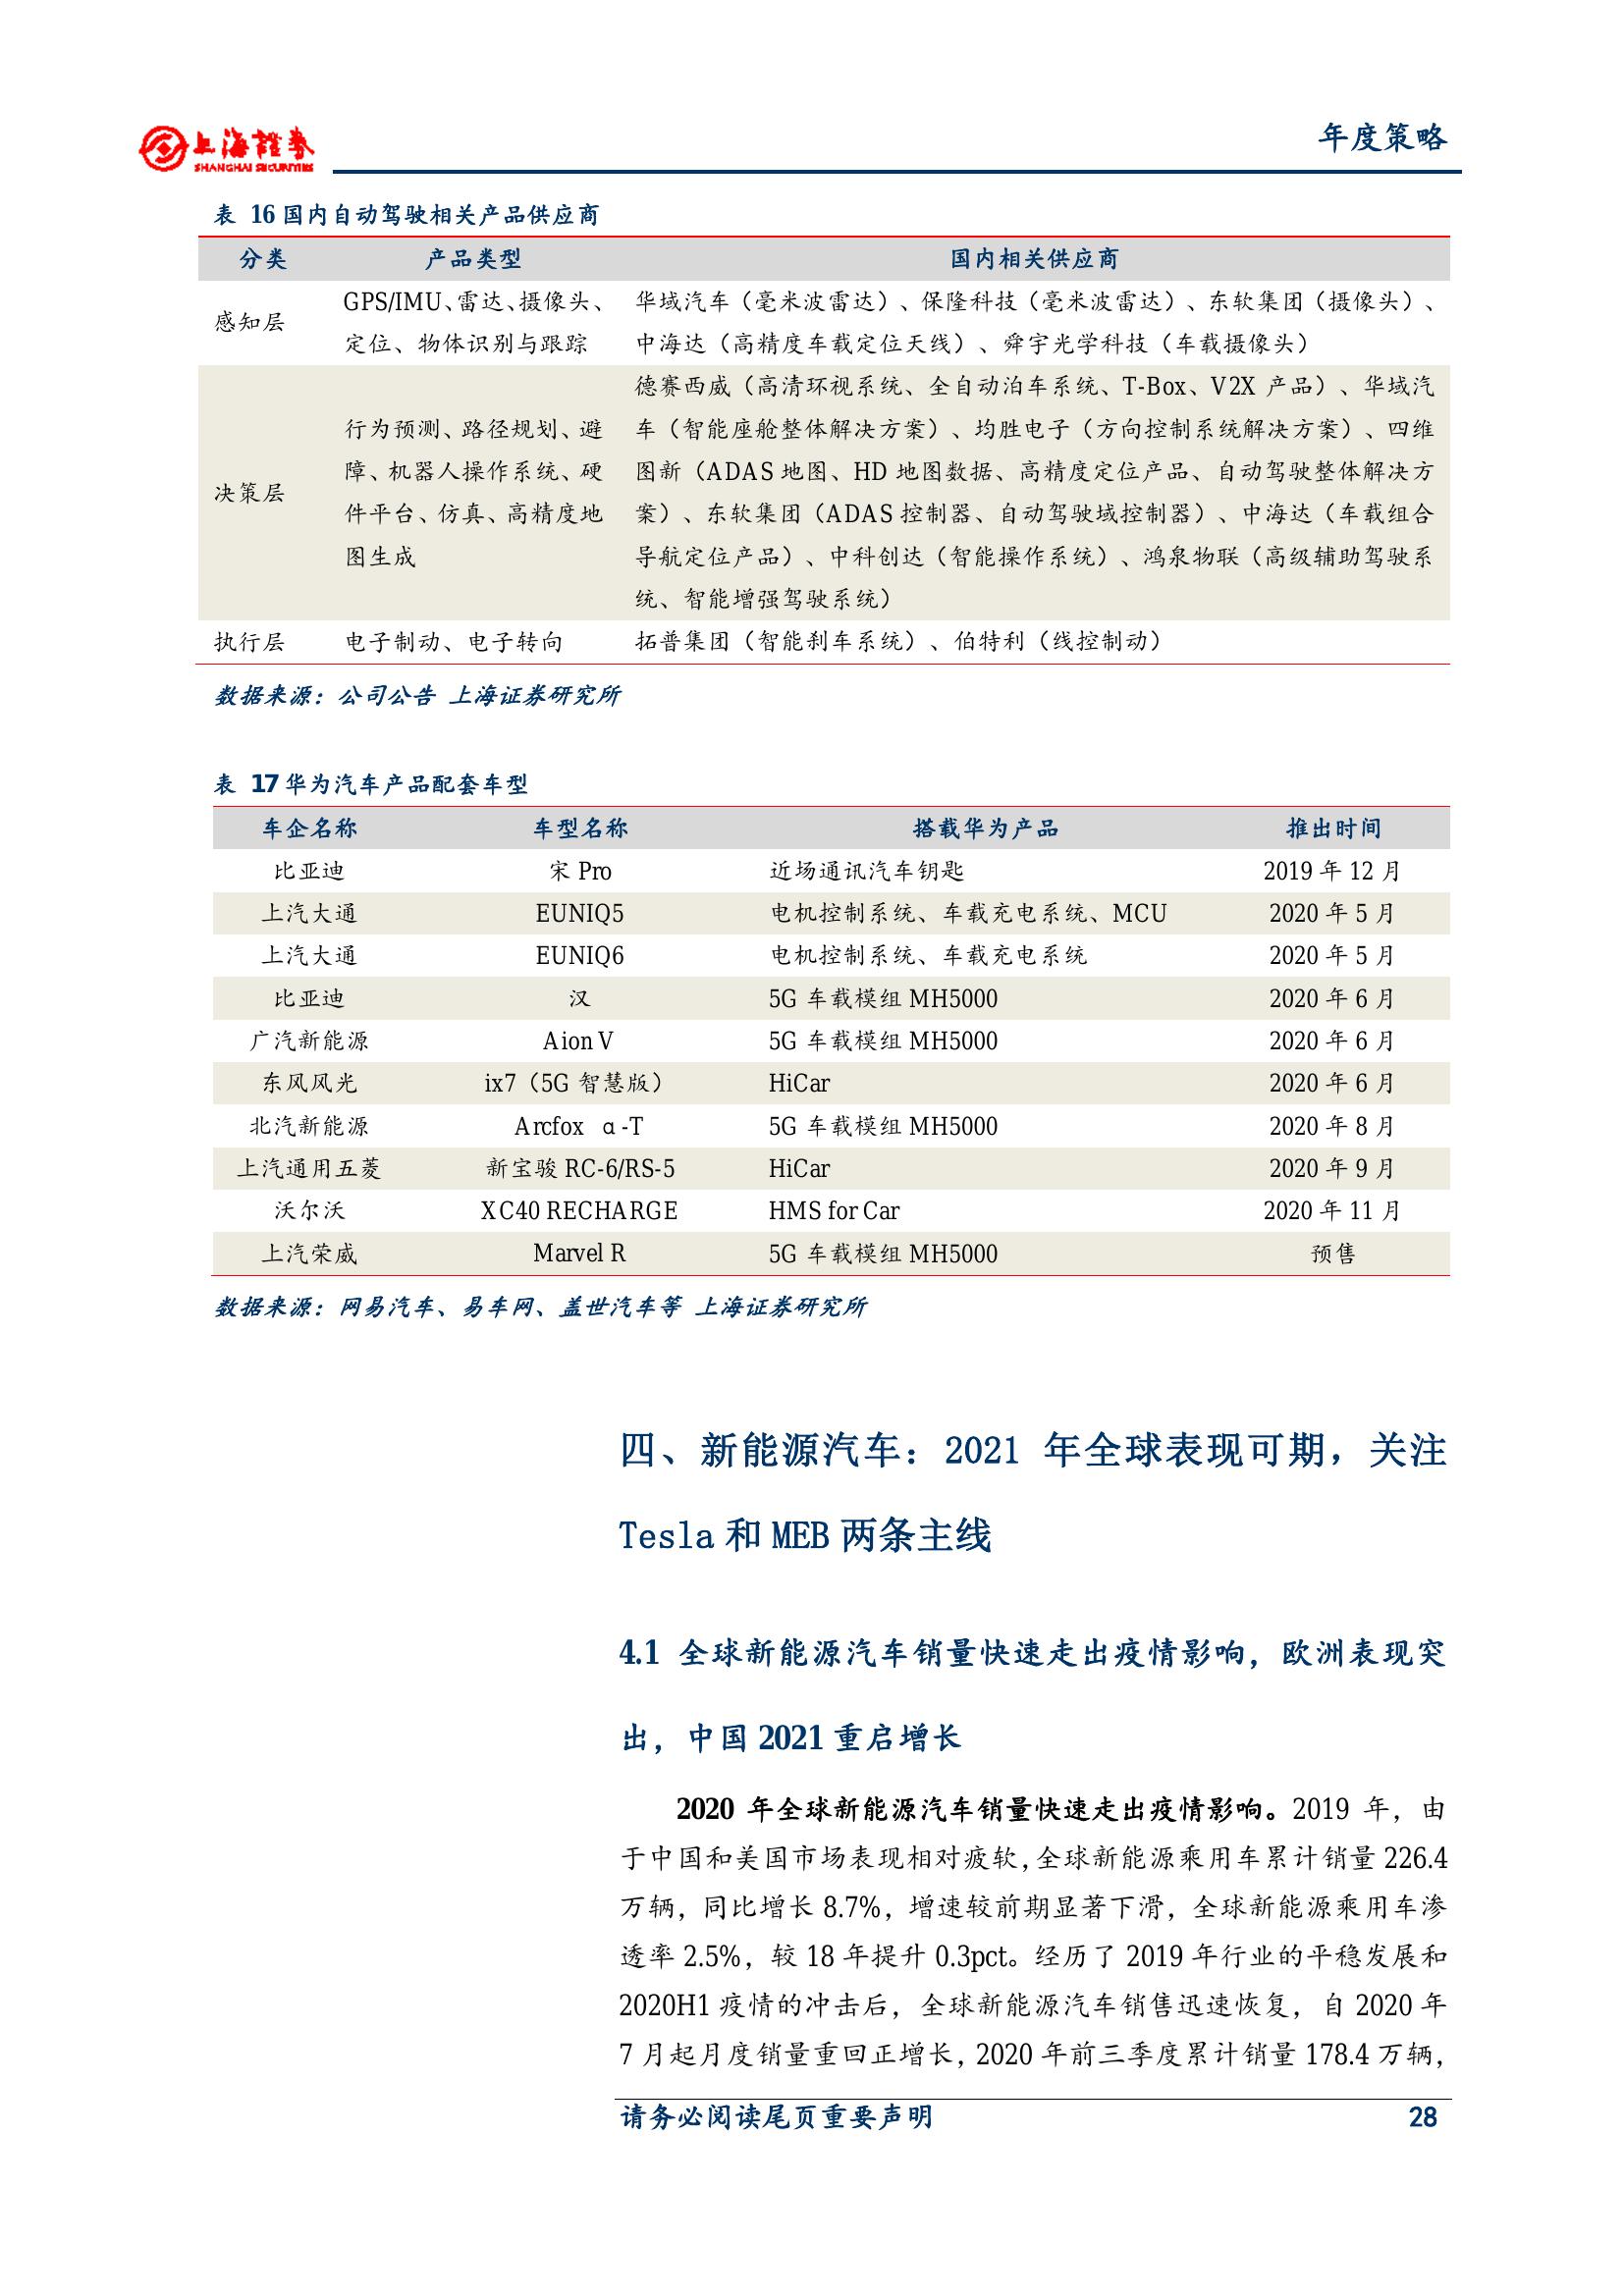 上海證券
SHANGHAI SECURITIES
年度策略
表 16 国内自动驾驶相关产品供应商
分类 产品类型 国内相关供应商
感知层 GPS/IMU、雷达、摄像头、 华域汽车（毫米波雷达）、保隆科技（毫米波雷达）、东软集团（摄像头）、
定位、物体识别与跟踪 中海达（高精度车载定位天线）、舜宇光学科技（车载摄像头）
德赛西威（高清环视系统、全自动泊车系统、T-Box、V2X 产品）、华域汽
行为预测、路径规划、避 车（智能座舱整体解决方案）、均胜电子（方向控制系统解决方案）、四维
障、机器人操作系统、硬 图新（ADAS 地图、HD 地图数据、高精度定位产品、自动驾驶整体解决方
决策层 件平台、仿真、高精度地 案）、东软集团（ADAS 控制器、自动驾驶域控制器）、中海达（车载组合
图生成 导航定位产品）、中科创达（智能操作系统）、鸿泉物联（高级辅助驾驶系
统、智能增强驾驶系统）
执行层 电子制动、电子转向 拓普集团（智能刹车系统）、伯特利（线控制动）
数据来源：公司公告 上海证券研究所
表 17 华为汽车产品配套车型
车企名称 车型名称 搭载华为产品 推出时间
比亚迪 宋 Pro 近场通讯汽车钥匙 2019 年 12 月
上汽大通 EUNIQ5 电机控制系统、车载充电系统、MCU 2020 年 5 月
上汽大通 EUNIQ6 电机控制系统、车载充电系统 2020 年 5 月
比亚迪 汉 5G 车载模组 MH5000 2020 年 6 月
广汽新能源 Aion V 5G 车载模组 MH5000 2020 年 6 月
东风风光 ix7（5G 智慧版） HiCar 2020 年 6 月
北汽新能源 Arcfox α-T 5G 车载模组 MH5000 2020 年 8 月
上汽通用五菱 新宝骏 RC-6/RS-5 HiCar 2020 年 9 月
沃尔沃 XC40 RECHARGE HMS for Car 2020 年 11 月
上汽荣威 Marvel R 5G 车载模组 MH5000 预售
数据来源：网易汽车、易车网、盖世汽车等 上海证券研究所
四、新能源汽车：2021 年全球表现可期，关注
Tesla 和 MEB 两条主线
4.1 全球新能源汽车销量快速走出疫情影响，欧洲表现突
出，中国 2021 重启增长
2020 年全球新能源汽车销量快速走出疫情影响。2019 年，由
于中国和美国市场表现相对疲软，全球新能源乘用车累计销量 226.4
万辆，同比增长 8.7%，增速较前期显著下滑，全球新能源乘用车渗
透率 2.5%，较 18 年提升 0.3pct。经历了 2019 年行业的平稳发展和
2020H1 疫情的冲击后，全球新能源汽车销售迅速恢复，自 2020 年
7 月起月度销量重回正增长，2020 年前三季度累计销量 178.4 万辆，
请务必阅读尾页重要声明 28